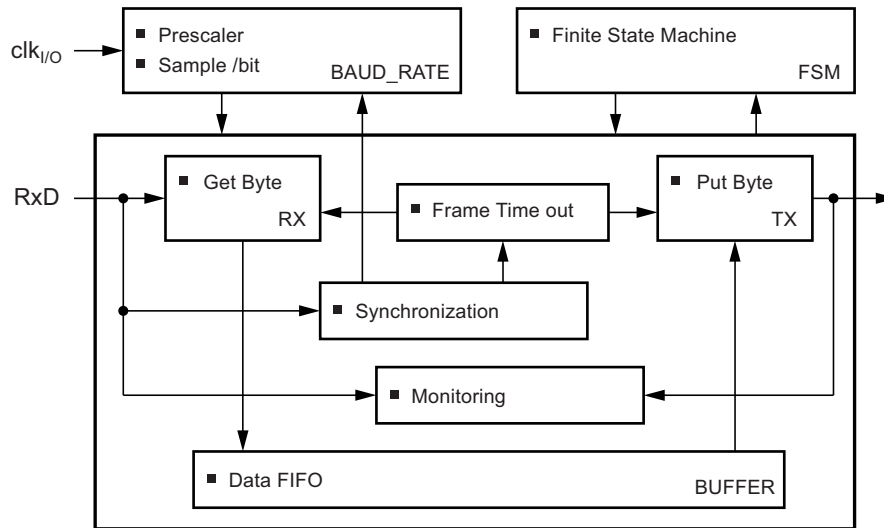 ■ Prescaler
■ Sample /bit
BAUD_RATE
■ Finite State Machine
FSM
clkI/O
RxD
■ Get Byte
RX
■ Frame Time out
■ Put Byte
TX
■ Synchronization
■ Monitoring
■ Data FIFO
BUFFER